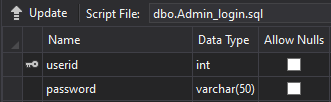 Update Script File: dbo.Admin_login.sql
Name Data Type Allow Nulls
userid int
password varchar(50)